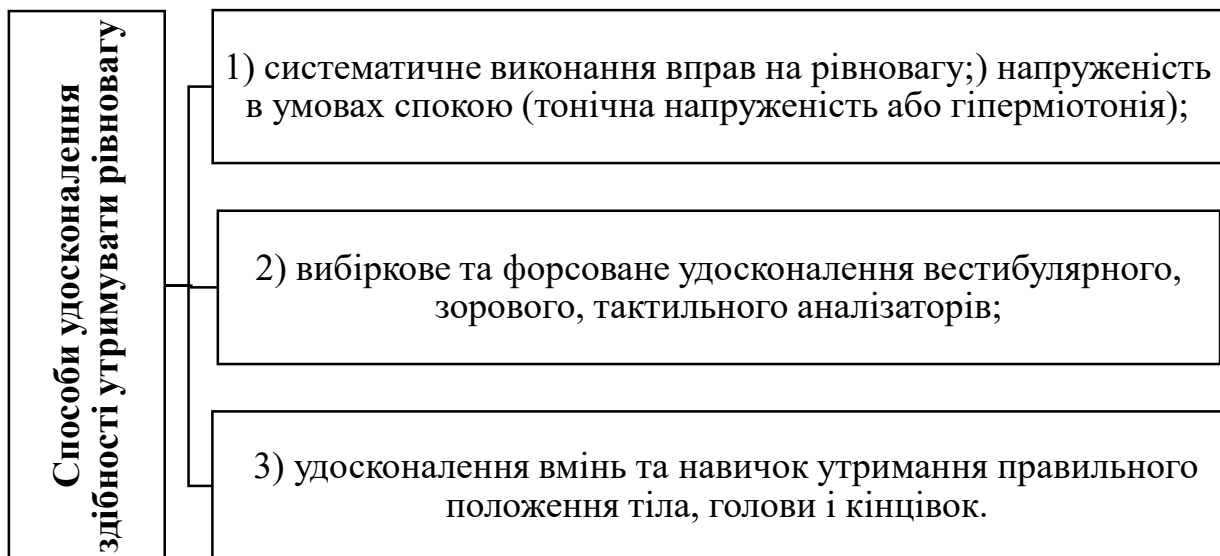 Способи удосконалення
здібності утримувати рівновагу
1) систематичне виконання вправ на рівновагу;) напруженість
в умовах спокою (тонічна напруженість або гіперміотонія);
2) вибіркове та форсоване удосконалення вестибулярного,
зорового, тактильного аналізаторів;
3) удосконалення вмінь та навичок утримання правильного
положення тіла, голови і кінцівок.